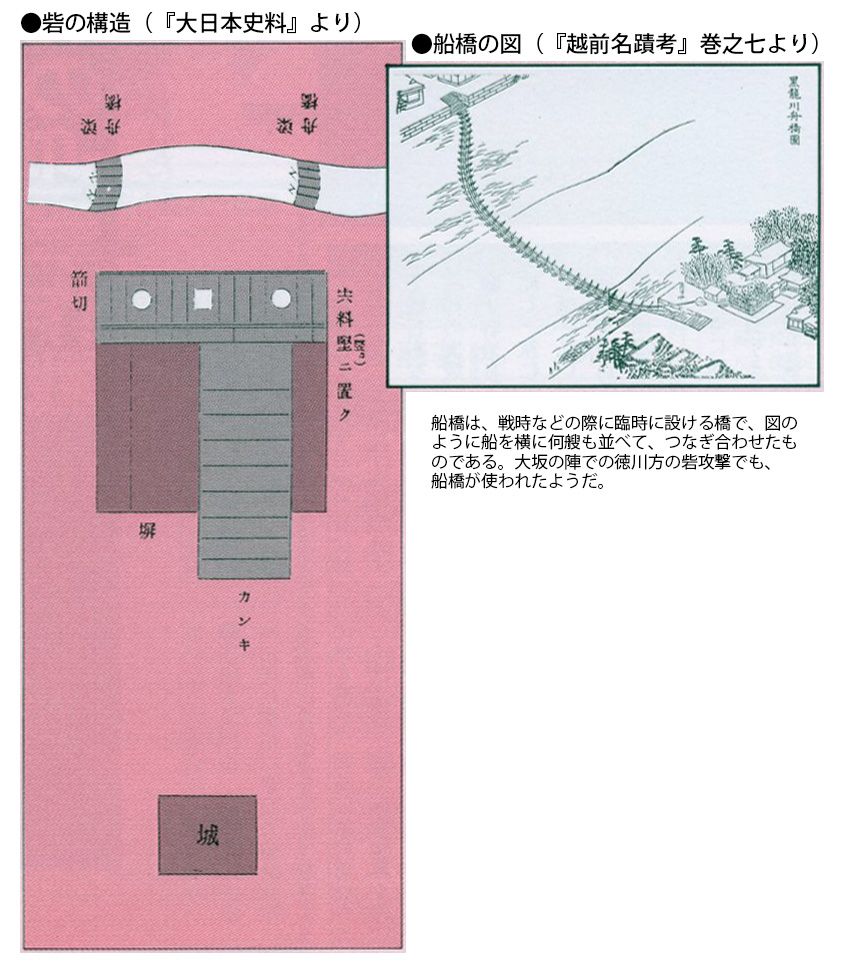 ●砦の構造（『大日本史料』より）
●船橋の図（『越前名蹟考』巻之七より）
黒龍川舟橋図
舟橋
舟橋
箭切
料堅ニ置ク
塀
カンキ
城
船橋は、戦時などの際に臨時に設ける橋で、図の
ように船を横に何艘も並べて、つなぎ合わせたも
のである。大坂の陣での徳川方の砦攻撃でも、
船橋が使われたようだ。